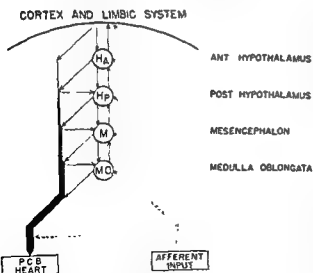 CORTEX AND LIMBIC SYSTEM
HA ANT HYPOTHALAMUS
HP POST HYPOTHALAMUS
M MESENCEPHALON
MO MEDULLA OBLONGATA
PCB AFFERENT
HEART INPUT